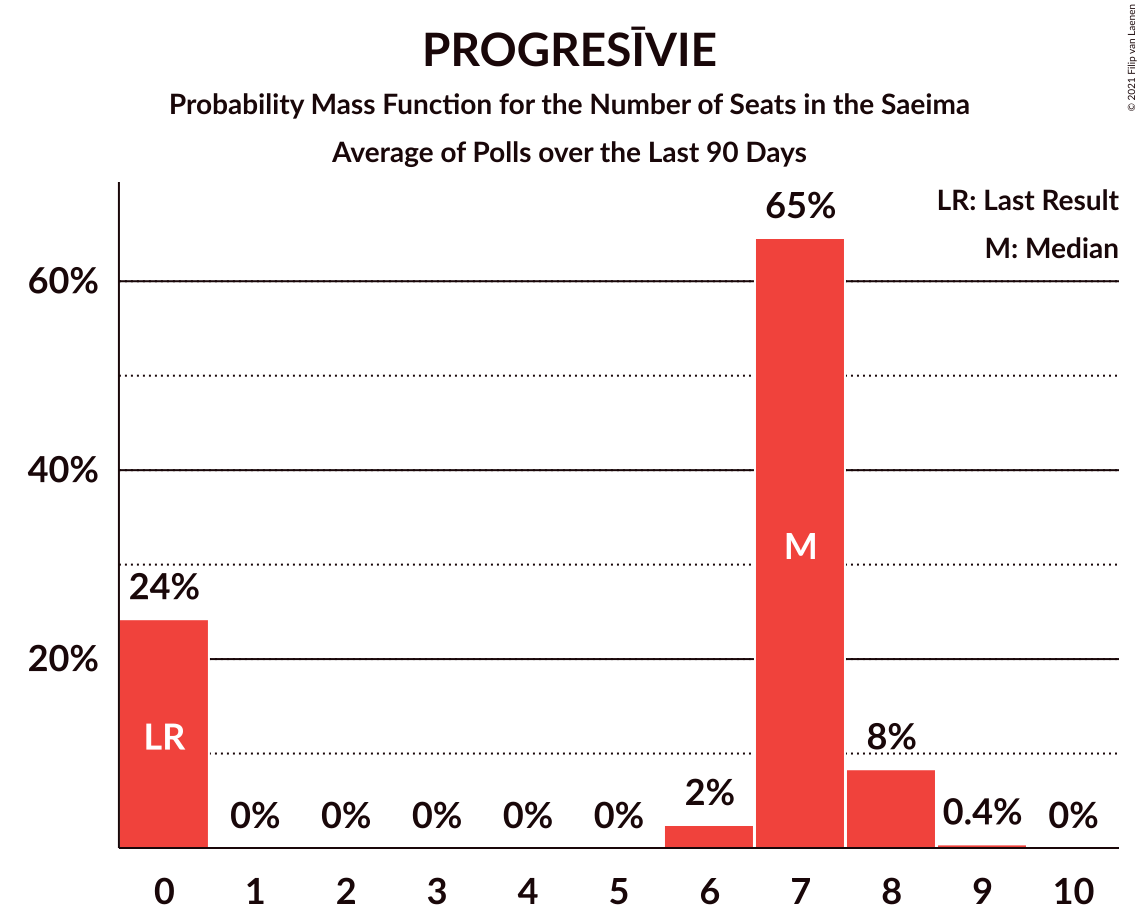 PROGRESĪVIE
Probability Mass Function for the Number of Seats in the Saeima
Average of Polls over the Last 90 Days
© 2021 Filip van Laenen
LR: Last Result
M: Median
60%
40%
20%
24%
0%
0%
0%
0%
0%
2%
65%
8%
0.4%
0%
LR
M
0 1 2 3 4 5 6 7 8 9 10